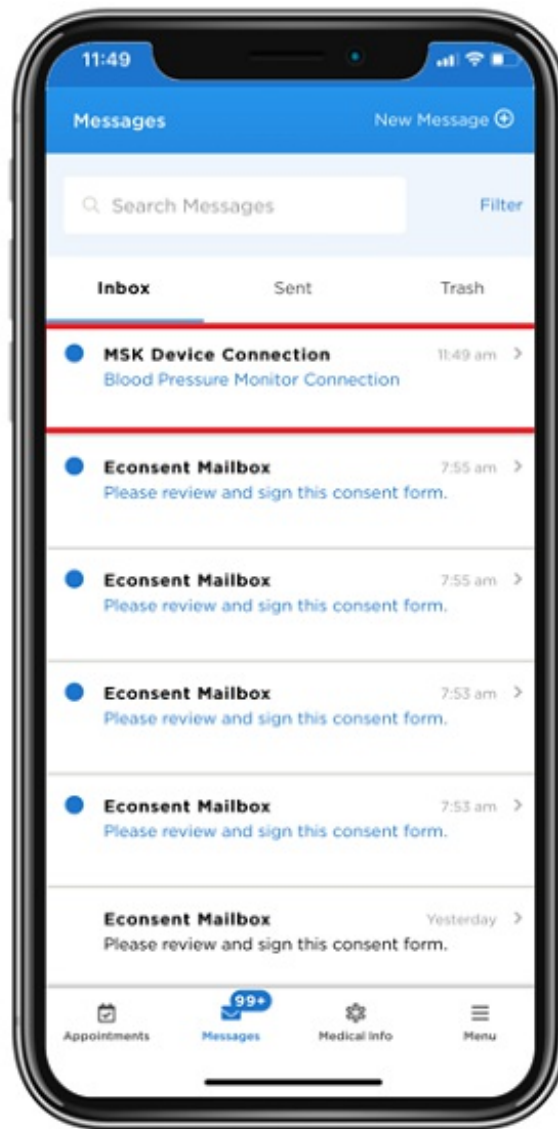 11:49
Messages
New Message
Search Messages
Filter
Inbox
Sent
Trash
MSK Device Connection
11:49 am
Blood Pressure Monitor Connection
Econsent Mailbox
7:55 am
Please review and sign this consent form.
Econsent Mailbox
7:55 am
Please review and sign this consent form.
Econsent Mailbox
7:53 am
Please review and sign this consent form.
Econsent Mailbox
7:53 am
Please review and sign this consent form.
Econsent Mailbox
Yesterday
Please review and sign this consent form.
99+
Appointments
Messages
Medical Info
Menu